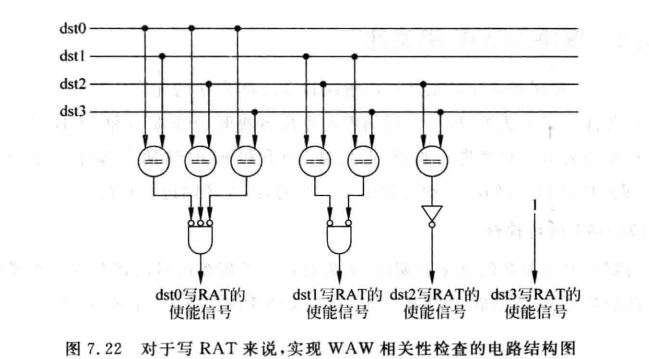 dst0
dst1
dst2
dst3
== == == == == ==
1
dst0写RAT的 dst1写RAT的 dst2写RAT的 dst3写RAT的
使能信号 使能信号 使能信号 使能信号
图 7.22 对于写 RAT 来说,实现 WAW 相关性检查的电路结构图